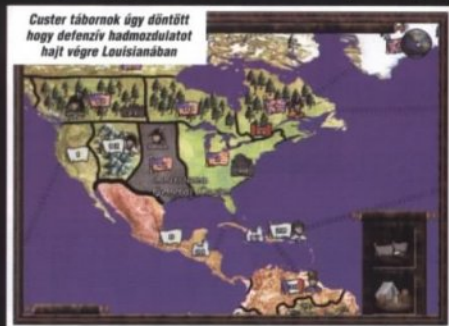 Custer tábornok úgy döntött
hogy defenzív hadmozdulatot
hajt végre Louisianában